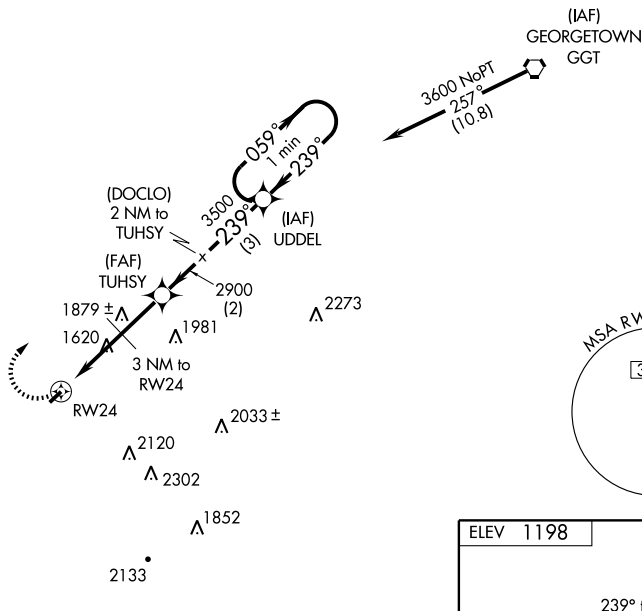 (IAF)
GEORGETOWN
GGT
3600 NoPT
257°
(10.8)
059°
1 min
239°
(DOCLO)
2 NM to
TUHSY
3500
239°
(3)
(IAF)
UDDEL
(FAF)
TUHSY
2900
(2)
1879 ±
1620
1981
2273
3 NM to
RW24
RW24
2033 ±
2120
2302
1852
2133
MSA RW
3
ELEV 1198
239°